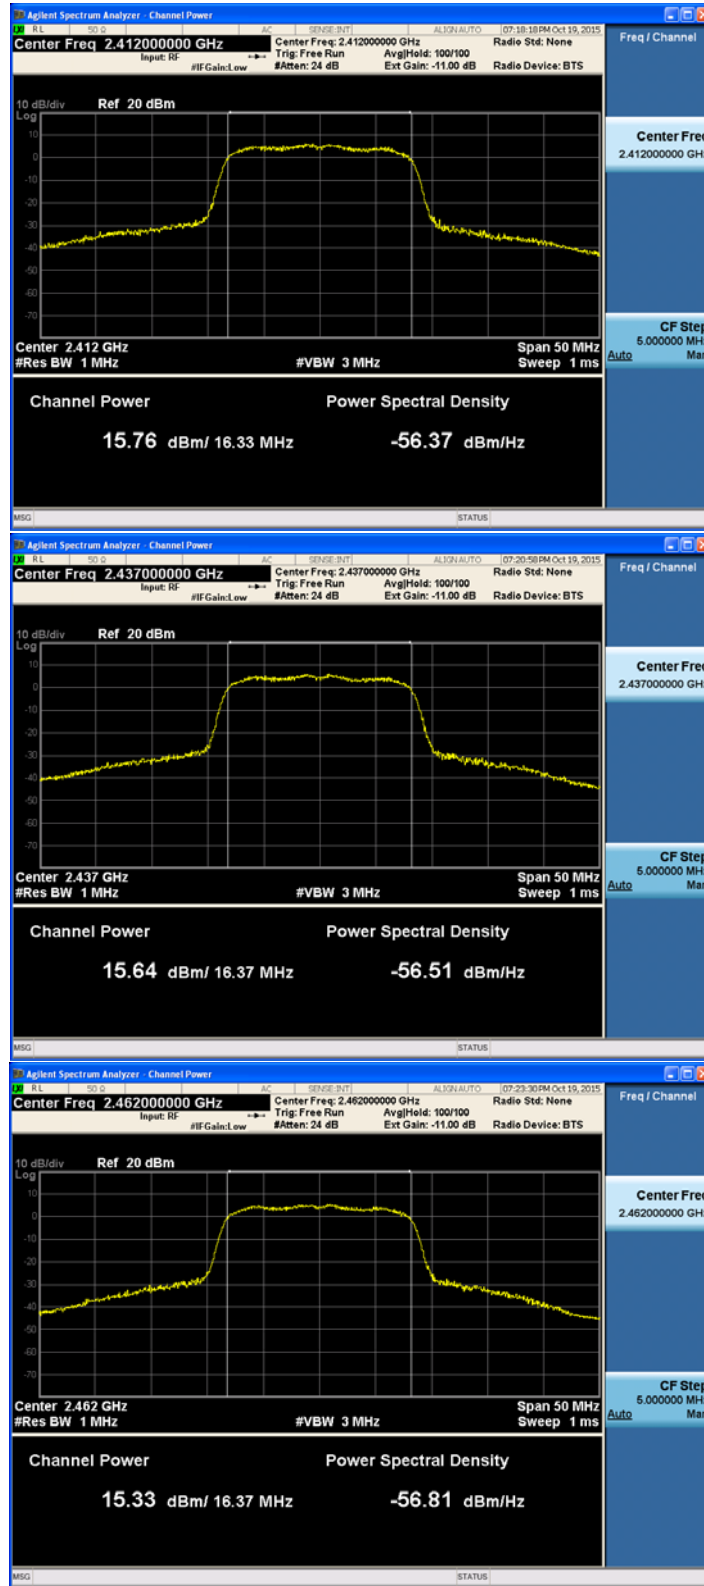 Agilent Spectrum Analyzer - Channel Power
RL 50 Ω AC SENSE:INT ALIGN AUTO 07:18:18 PM Oct 19, 2015
Center Freq 2.412000000 GHz Center Freq: 2.412000000 GHz Radio Std: None Freq / Channel
Input: RF Trig: Free Run Avg|Hold: 100/100
#IFGain:Low #Atten: 24 dB Ext Gain: -11.00 dB Radio Device: BTS
10 dB/div Ref 20 dBm
Log
10
0
-10
-20
-30
-40
-50
-60
-70
Center Freq
2.412000000 GHz
Center 2.412 GHz Span 50 MHz
#Res BW 1 MHz #VBW 3 MHz Sweep 1 ms
CF Step
5.000000 MHz
Auto Man
Channel Power Power Spectral Density
15.76 dBm/ 16.33 MHz -56.37 dBm/Hz
MSG STATUS
Agilent Spectrum Analyzer - Channel Power
RL 50 Ω AC SENSE:INT ALIGN AUTO 07:20:58 PM Oct 19, 2015
Center Freq 2.437000000 GHz Center Freq: 2.437000000 GHz Radio Std: None Freq / Channel
Input: RF Trig: Free Run Avg|Hold: 100/100
#IFGain:Low #Atten: 24 dB Ext Gain: -11.00 dB Radio Device: BTS
10 dB/div Ref 20 dBm
Log
10
0
-10
-20
-30
-40
-50
-60
-70
Center Freq
2.437000000 GHz
Center 2.437 GHz Span 50 MHz
#Res BW 1 MHz #VBW 3 MHz Sweep 1 ms
CF Step
5.000000 MHz
Auto Man
Channel Power Power Spectral Density
15.64 dBm/ 16.37 MHz -56.51 dBm/Hz
MSG STATUS
Agilent Spectrum Analyzer - Channel Power
RL 50 Ω AC SENSE:INT ALIGN AUTO 07:23:30 PM Oct 19, 2015
Center Freq 2.462000000 GHz Center Freq: 2.462000000 GHz Radio Std: None Freq / Channel
Input: RF Trig: Free Run Avg|Hold: 100/100
#IFGain:Low #Atten: 24 dB Ext Gain: -11.00 dB Radio Device: BTS
10 dB/div Ref 20 dBm
Log
10
0
-10
-20
-30
-40
-50
-60
-70
Center Freq
2.462000000 GHz
Center 2.462 GHz Span 50 MHz
#Res BW 1 MHz #VBW 3 MHz Sweep 1 ms
CF Step
5.000000 MHz
Auto Man
Channel Power Power Spectral Density
15.33 dBm/ 16.37 MHz -56.81 dBm/Hz
MSG STATUS